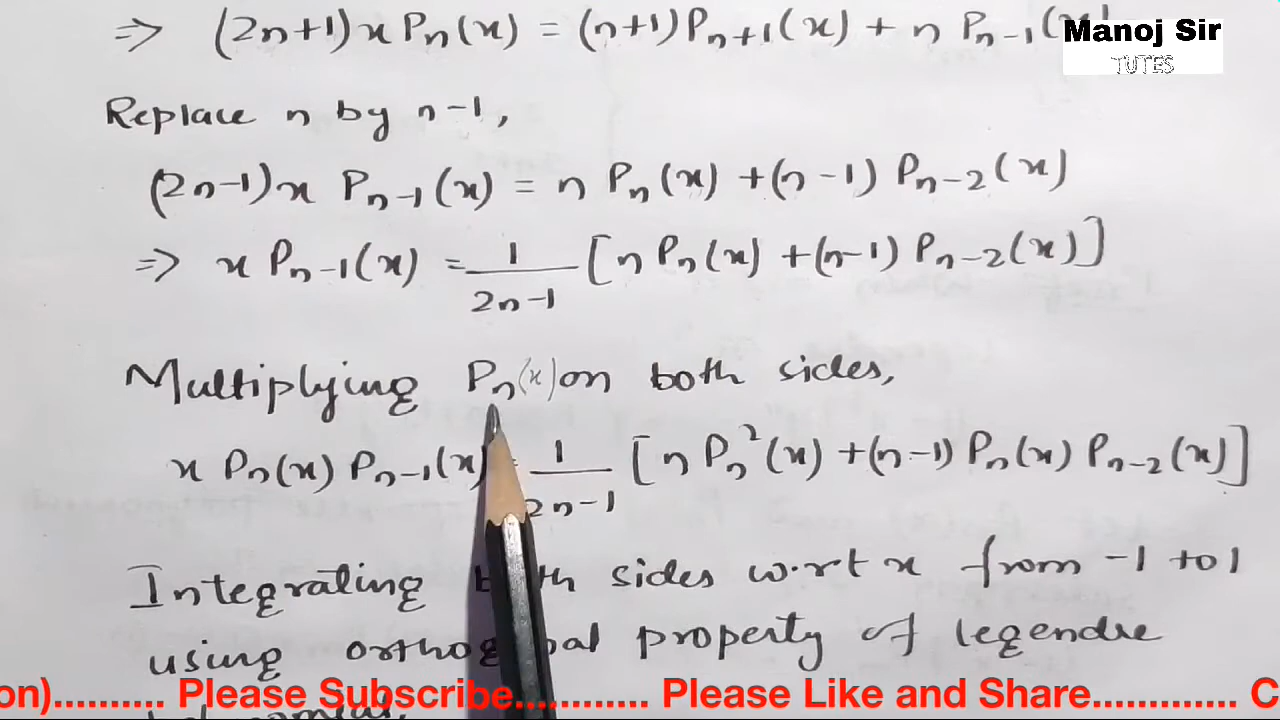 ⇒ (2n+1) x Pn(x) = (n+1) Pn+1(x) + n Pn-1(x)
Manoj Sir
TUTES
Replace n by n-1,
(2n-1)x Pn-1(x) = n Pn(x) +(n-1) Pn-2(x)
⇒ x Pn-1(x) = 1/(2n-1) [n Pn(x) +(n-1) Pn-2(x)]
Multiplying Pn(x) on both sides,
x Pn(x) Pn-1(x) = 1/(2n-1) [n Pn²(x) +(n-1) Pn(x) Pn-2(x)]
Integrating both sides w.r.t x from -1 to 1
using orthogonal property of legendre
on).......... Please Subscribe............ Please Like and Share............. C